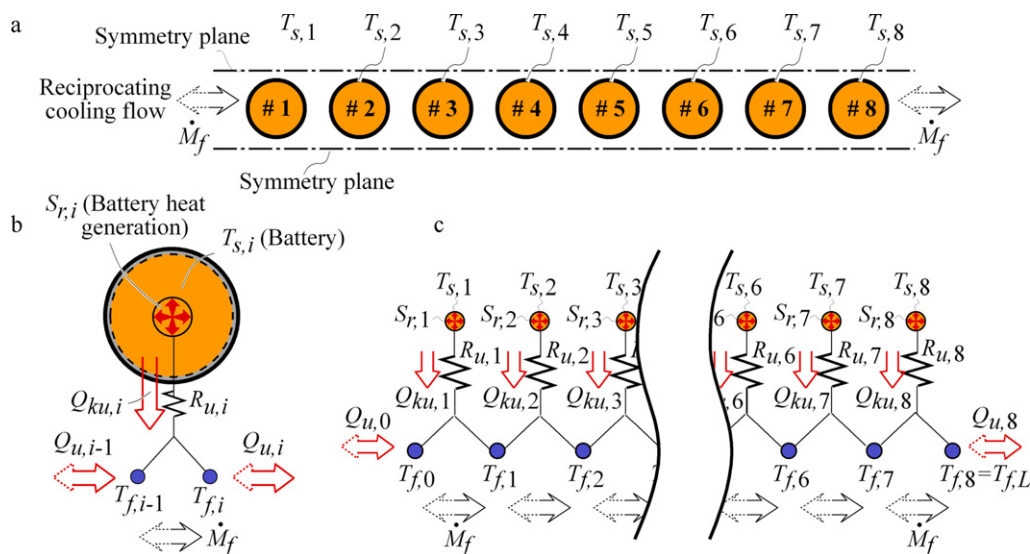 a
T_{s,1} T_{s,2} T_{s,3} T_{s,4} T_{s,5} T_{s,6} T_{s,7} T_{s,8}
Symmetry plane
Reciprocating
cooling flow
# 1 # 2 # 3 # 4 # 5 # 6 # 7 # 8
Ṁ_f Ṁ_f
Symmetry plane
b
S_{r,i} (Battery heat
generation)
T_{s,i} (Battery)
Q_{ku,i}
R_{u,i}
Q_{u,i-1} Q_{u,i}
T_{f,i-1} T_{f,i}
Ṁ_f
c
T_{s,1} T_{s,2} T_{s,3} T_{s,6} T_{s,7} T_{s,8}
S_{r,1} S_{r,2} S_{r,3} 6 S_{r,7} S_{r,8}
R_{u,1} R_{u,2} R_{u,6} R_{u,7} R_{u,8}
Q_{ku,1} Q_{ku,2} Q_{ku,3} ,6 Q_{ku,7} Q_{ku,8}
Q_{u,0} Q_{u,8}
T_{f,0} T_{f,1} T_{f,2} T_{f,6} T_{f,7} T_{f,8}=T_{f,L}
Ṁ_f Ṁ_f